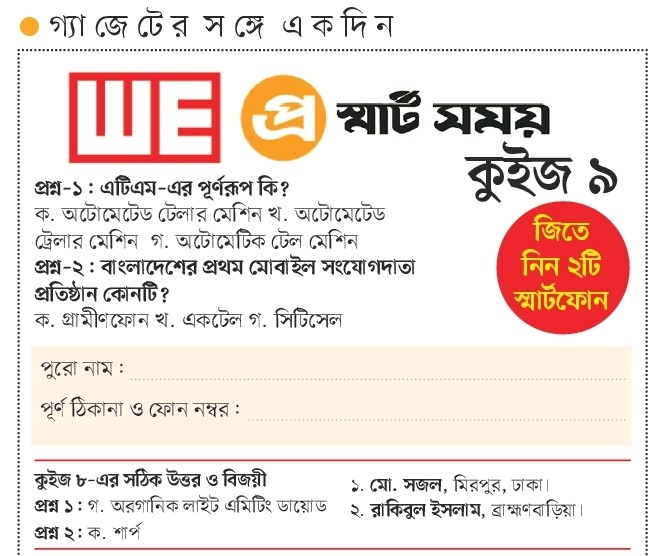 ● গ্যাজেটের সঙ্গে একদিন
WE প্র স্মার্ট সময়
কুইজ ৯
প্রশ্ন-১ : এটিএম-এর পূর্ণরূপ কি?
ক. অটোমেটেড টেলার মেশিন খ. অটোমেটেড
ট্রেলার মেশিন গ. অটোমেটিক টেল মেশিন
প্রশ্ন-২ : বাংলাদেশের প্রথম মোবাইল সংযোগদাতা
প্রতিষ্ঠান কোনটি?
ক. গ্রামীণফোন খ. একটেল গ. সিটিসেল
জিতে
নিন ২টি
স্মার্টফোন
পুরো নাম :
পূর্ণ ঠিকানা ও ফোন নম্বর :
কুইজ ৮-এর সঠিক উত্তর ও বিজয়ী
প্রশ্ন ১ : গ. অরগানিক লাইট এমিটিং ডায়োড
প্রশ্ন ২ : ক. শার্প
১. মো. সজল, মিরপুর, ঢাকা।
২. রাকিবুল ইসলাম, ব্রাহ্মণবাড়িয়া।